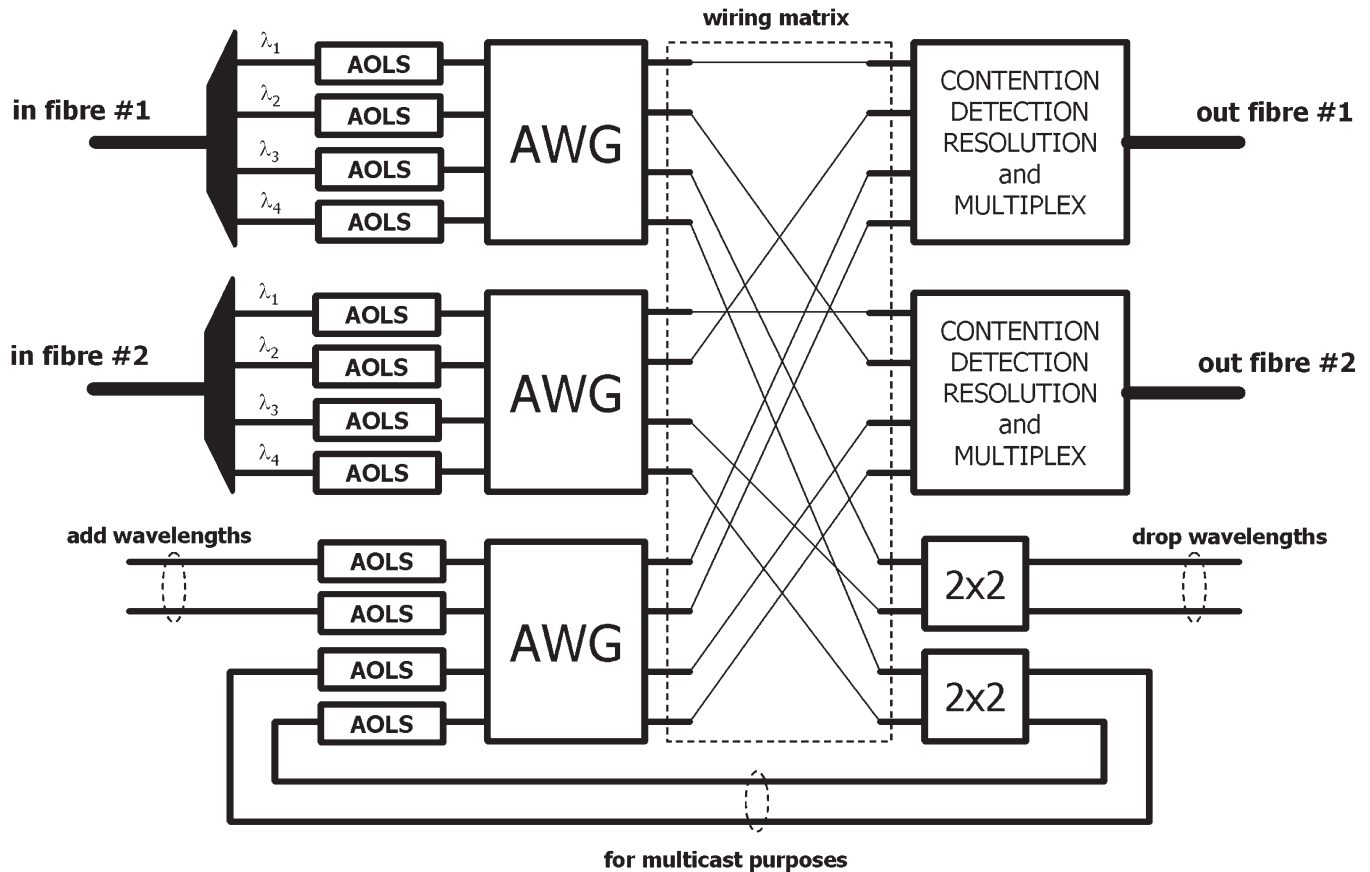 wiring matrix
in fibre #1
λ1
λ2
λ3
λ4
AOLS
AOLS
AOLS
AOLS
AWG
CONTENTION
DETECTION
RESOLUTION
and
MULTIPLEX
out fibre #1
in fibre #2
λ1
λ2
λ3
λ4
AOLS
AOLS
AOLS
AOLS
AWG
CONTENTION
DETECTION
RESOLUTION
and
MULTIPLEX
out fibre #2
add wavelengths
AOLS
AOLS
AOLS
AOLS
AWG
2x2
2x2
drop wavelengths
for multicast purposes